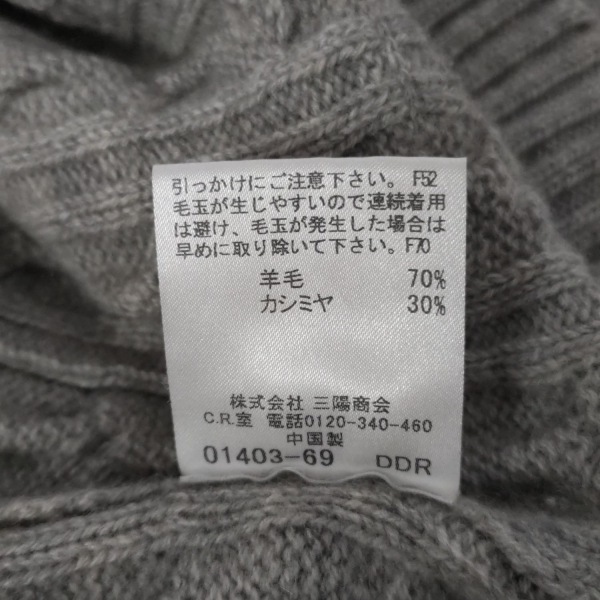 引っかけにご注意下さい。 F52
毛玉が生じやすいので連続着用
は避け、毛玉が発生した場合は
早めに取り除いて下さい。F70
羊毛 70%
カシミヤ 30%
株式会社 三陽商会
C.R.室 電話0120-340-460
中国製
01403-69 DDR